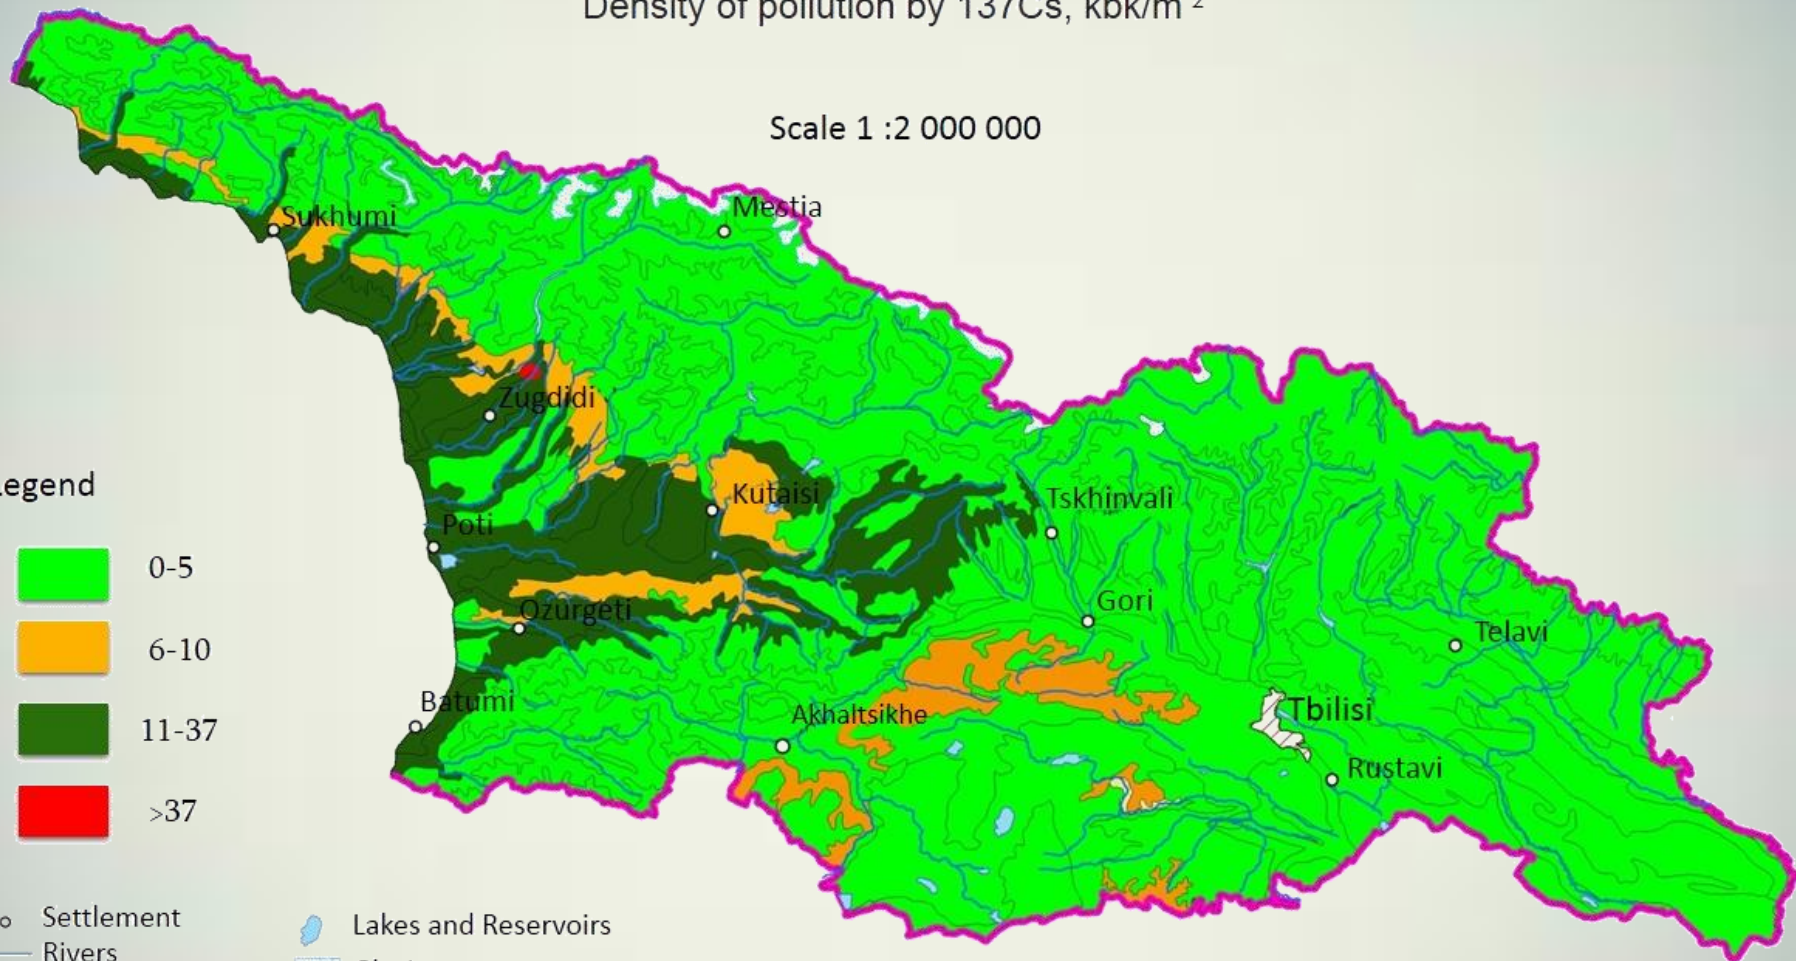 Density of pollution by 137Cs, kbk/m ²
Scale 1 :2 000 000
Mestia
Sukhumi
Zugdidi
Legend
Kutaisi
Tskhinvali
Poti
0-5
Gori
Ozurgeti
Telavi
6-10
Batumi
Akhaltsikhe
Tbilisi
11-37
Rustavi
>37
Settlement
Lakes and Reservoirs
Rivers